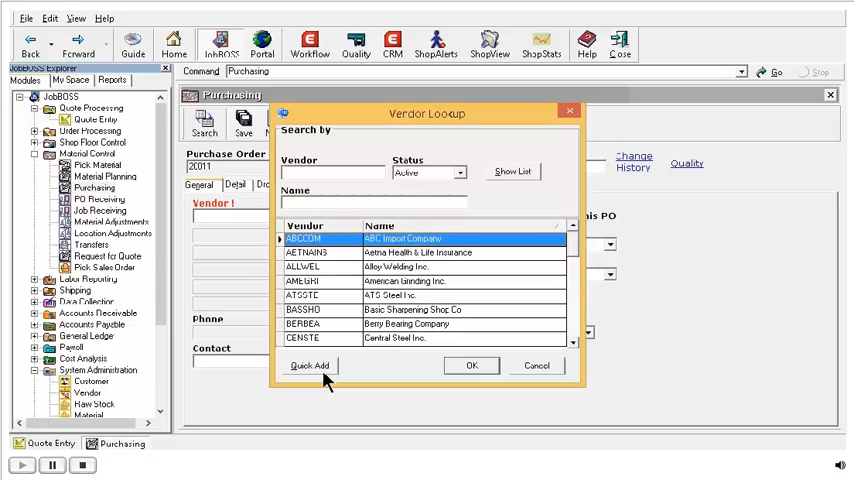 File Edit View Help
Back Forward Guide Home JobBOSS Portal Workflow Quality CRM ShopAlerts ShopView ShopStats Help Close
JobBOSS Explorer
Command Purchasing Go Stop
Modules My Space Reports
JobBOSS
Quote Processing
Quote Entry
Order Processing
Shop Floor Control
Material Control
Pick Material
Material Planning
Purchasing
PO Receiving
Job Receiving
Material Adjustments
Location Adjustments
Transfers
Request for Quote
Pick Sales Order
Labor Reporting
Shipping
Data Collection
Accounts Receivable
Accounts Payable
General Ledger
Payroll
Cost Analysis
System Administration
Customer
Vendor
Raw Stock
Material
Purchasing
Search Save
Purchase Order
20011
Change History
Quality
General Detail Dro
Vendor!
his PO
Phone
Contact
Vendor Lookup
Search by
Vendor Status
Active
Show List
Name
Vendor Name
ABCCOM ABC Import Company
AETNAINS Aetna Health & Life Insurance
ALLWEL Alloy Welding Inc.
AMEGRI American Grinding Inc.
ATSSTE ATS Steel Inc.
BASSHO Basic Sharpening Shop Co
BERBEA Berry Bearing Company
CENSTE Central Steel Inc.
Quick Add OK Cancel
Quote Entry Purchasing